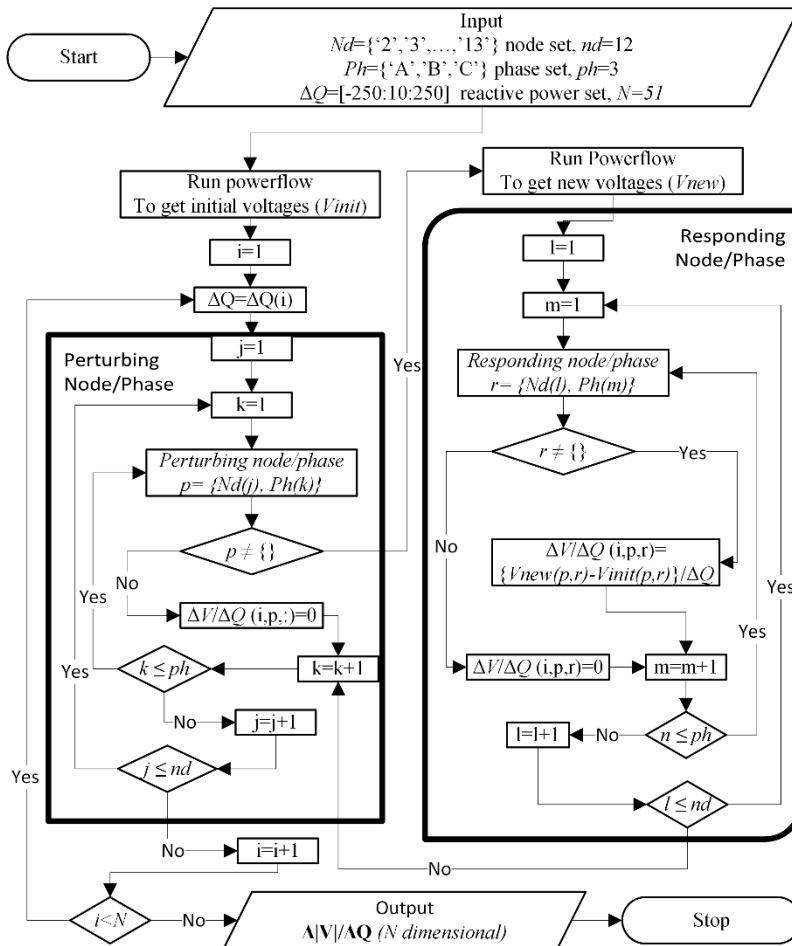 Start
Input
Nd={‘2’,’3’,…,’13’} node set, nd=12
Ph={‘A’,’B’,’C’} phase set, ph=3
ΔQ=[-250:10:250]  reactive power set, N=51
Run powerflow
To get initial voltages (Vinit)
i=1
ΔQ=ΔQ(i)
Perturbing
Node/Phase
j=1
k=1
Perturbing node/phase
p= {Nd(j), Ph(k)}
p ≠ {}
Yes
No
ΔV/ΔQ (i,p,:)=0
k=k+1
k ≤ ph
Yes
No
j=j+1
j ≤ nd
Yes
No
i=i+1
i<N
Yes
No
Run Powerflow
To get new voltages (Vnew)
Responding
Node/Phase
l=1
m=1
Responding node/phase
r= {Nd(l), Ph(m)}
r ≠ {}
Yes
No
ΔV/ΔQ (i,p,r)=
{Vnew(p,r)-Vinit(p,r)}/ΔQ
ΔV/ΔQ (i,p,r)=0
m=m+1
n ≤ ph
Yes
No
l=l+1
l ≤ nd
Yes
No
Output
Δ|V|/ΔQ (N dimensional)
Stop